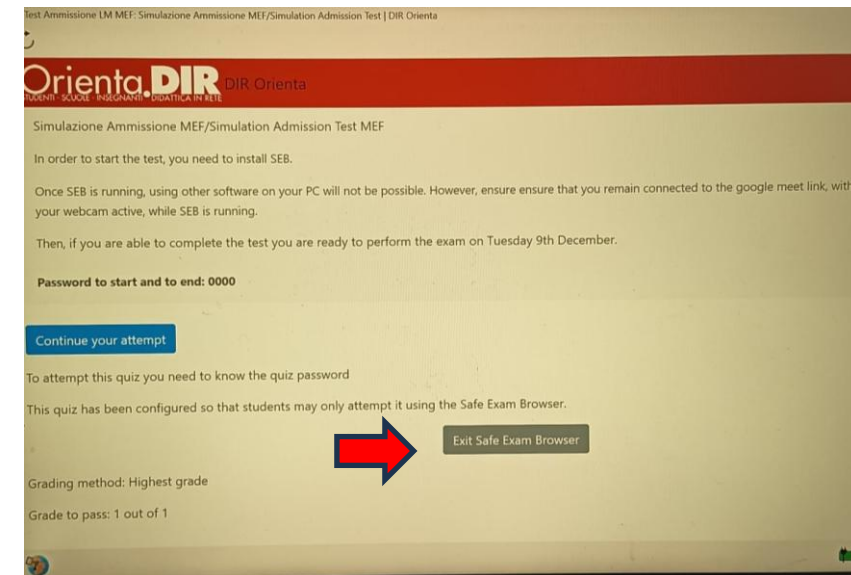 Test Ammissione LM MEF: Simulazione Ammissione MEF/Simulation Admission Test | DIR Orienta
Orienta.DIR DIR Orienta
STUDENTI - SCUOLE - INSEGNANTI - DIDATTICA IN RETE
Simulazione Ammissione MEF/Simulation Admission Test MEF
In order to start the test, you need to install SEB.
Once SEB is running, using other software on your PC will not be possible. However, ensure ensure that you remain connected to the google meet link, with
your webcam active, while SEB is running.
Then, if you are able to complete the test you are ready to perform the exam on Tuesday 9th December.
Password to start and to end: 0000
Continue your attempt
To attempt this quiz you need to know the quiz password
This quiz has been configured so that students may only attempt it using the Safe Exam Browser.
Exit Safe Exam Browser
Grading method: Highest grade
Grade to pass: 1 out of 1